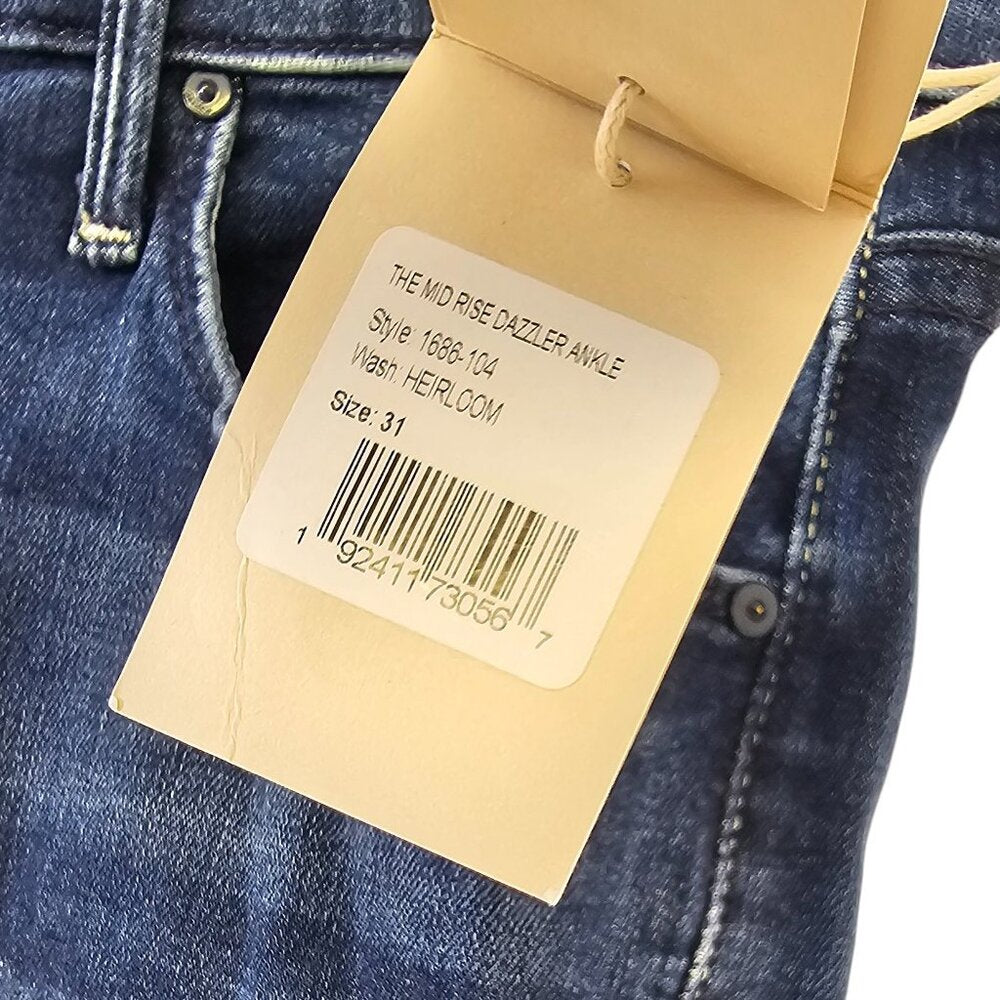 THE MID RISE DAZZLER ANKLE
Style: 1686-104
Wash: HEIRLOOM
Size: 31
1 92411 73056 7